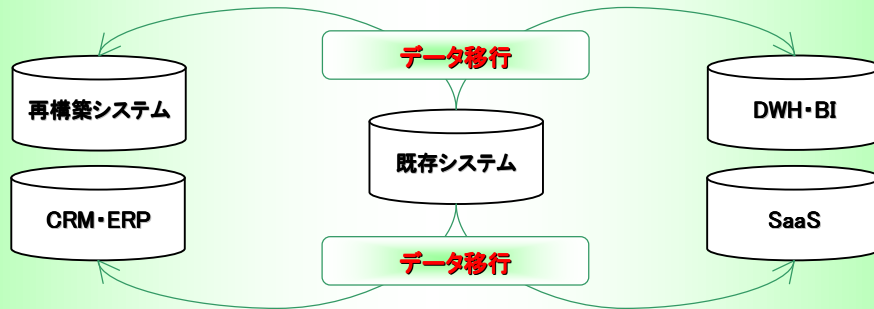 データ移行
再構築システム
DWH・BI
既存システム
CRM・ERP
SaaS
データ移行